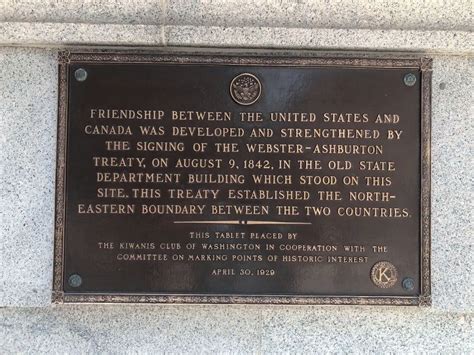 FRIENDSHIP BETWEEN THE UNITED STATES AND
CANADA WAS DEVELOPED AND STRENGTHENED BY
THE SIGNING OF THE WEBSTER-ASHBURTON
TREATY, ON AUGUST 9, 1842, IN THE OLD STATE
DEPARTMENT BUILDING WHICH STOOD ON THIS
SITE. THIS TREATY ESTABLISHED THE NORTH-
EASTERN BOUNDARY BETWEEN THE TWO COUNTRIES.
THIS TABLET PLACED BY
THE KIWANIS CLUB OF WASHINGTON IN COOPERATION WITH THE
COMMITTEE ON MARKING POINTS OF HISTORIC INTEREST
APRIL 30, 1929
K